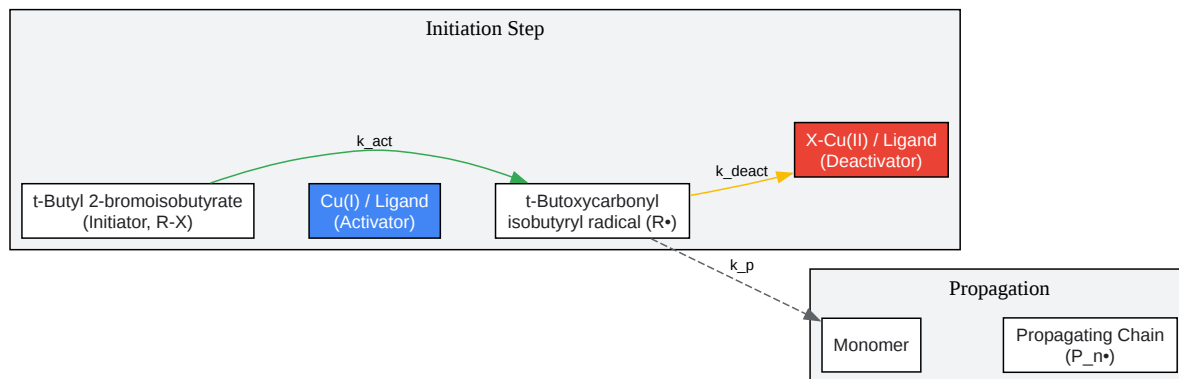 Initiation Step
k_act
X-Cu(II) / Ligand
(Deactivator)
k_deact
t-Butyl 2-bromoisobutyrate
(Initiator, R-X)
Cu(I) / Ligand
(Activator)
t-Butoxycarbonyl
isobutyryl radical (R•)
k_p
Propagation
Monomer
Propagating Chain
(P_n•)